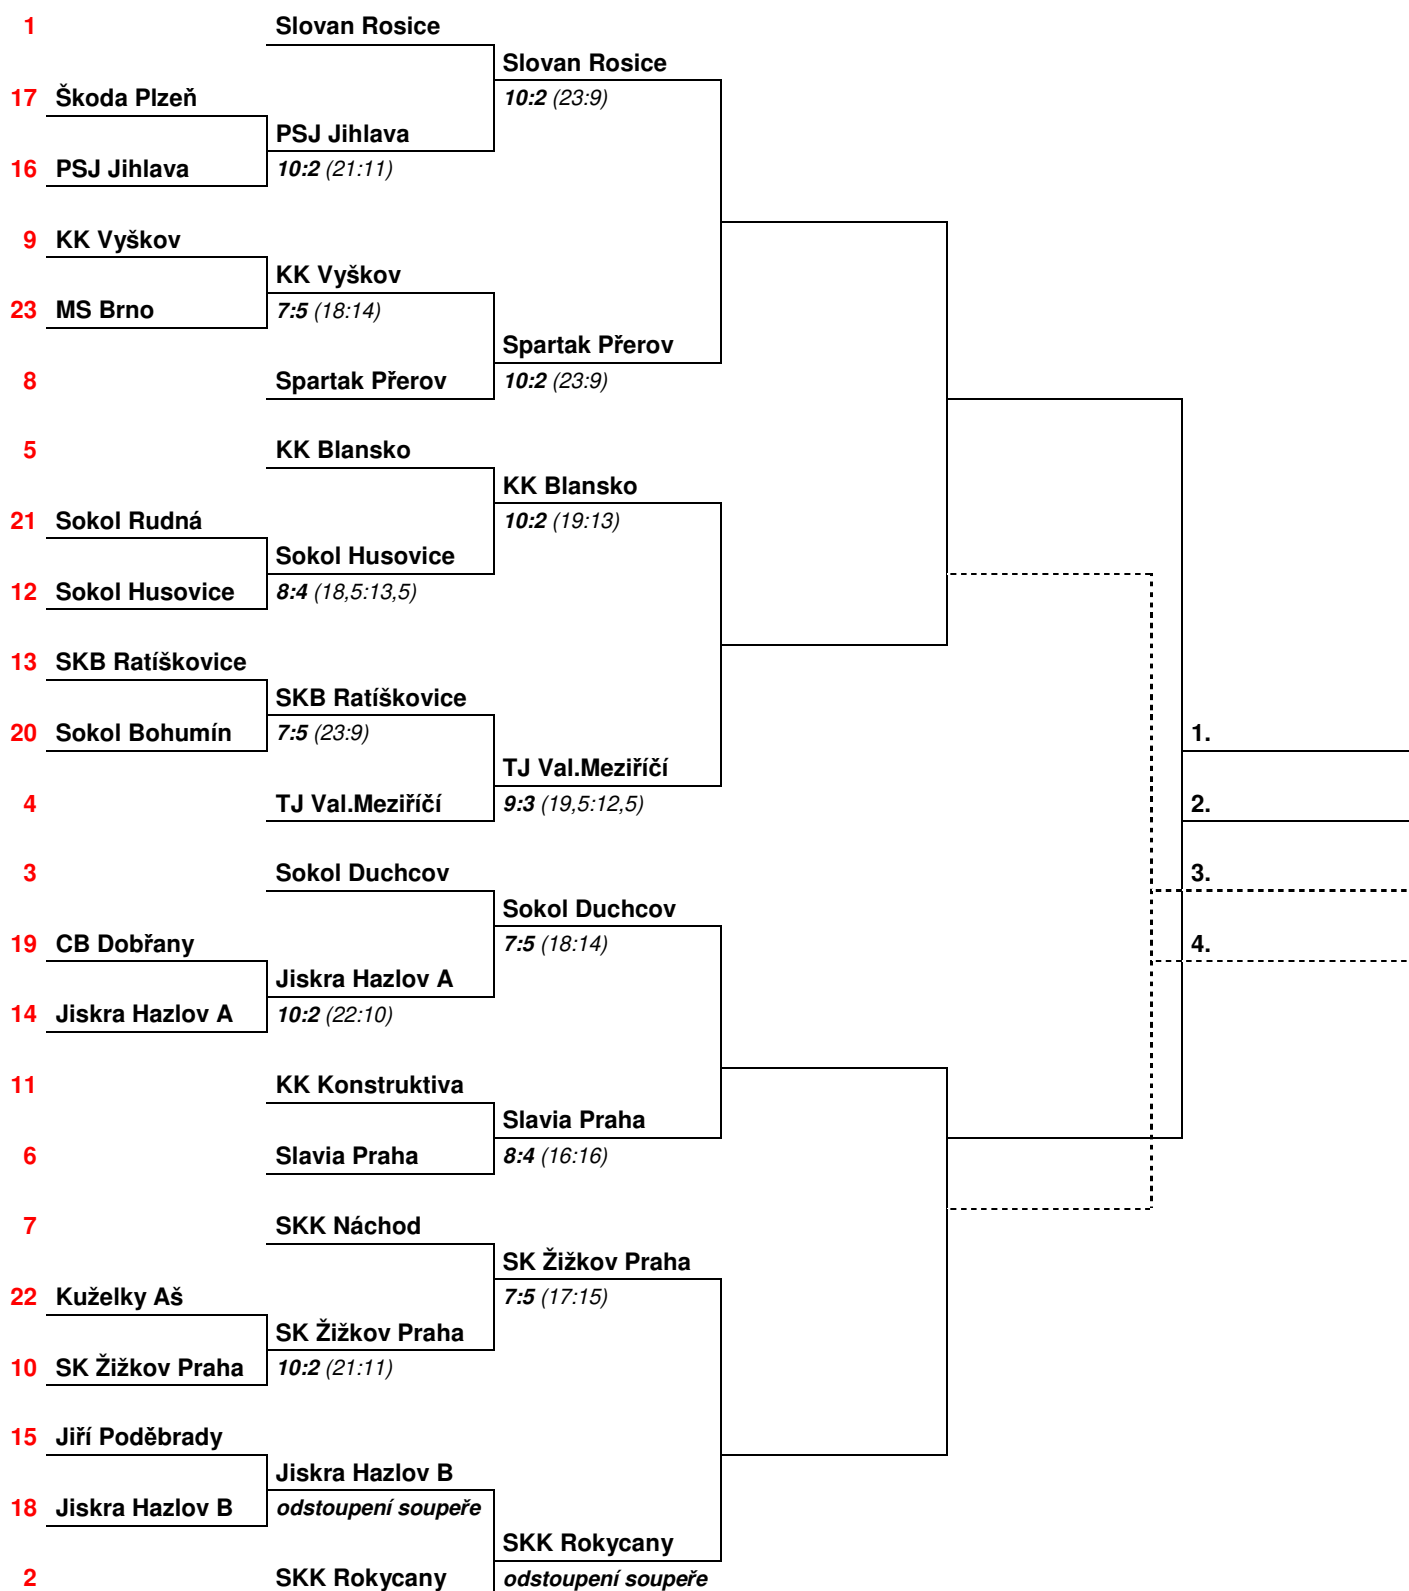 1 Slovan Rosice
Slovan Rosice
17 Škoda Plzeň 10:2 (23:9)
PSJ Jihlava
16 PSJ Jihlava 10:2 (21:11)
9 KK Vyškov
KK Vyškov
23 MS Brno 7:5 (18:14)
Spartak Přerov
8 Spartak Přerov 10:2 (23:9)
5 KK Blansko
KK Blansko
21 Sokol Rudná 10:2 (19:13)
Sokol Husovice
12 Sokol Husovice 8:4 (18,5:13,5)
13 SKB Ratíškovice
SKB Ratíškovice
20 Sokol Bohumín 7:5 (23:9) 1.
TJ Val.Meziříčí
4 TJ Val.Meziříčí 9:3 (19,5:12,5) 2.
3 Sokol Duchcov 3.
Sokol Duchcov
19 CB Dobřany 7:5 (18:14) 4.
Jiskra Hazlov A
14 Jiskra Hazlov A 10:2 (22:10)
11 KK Konstruktiva
Slavia Praha
6 Slavia Praha 8:4 (16:16)
7 SKK Náchod
SK Žižkov Praha
22 Kuželky Aš 7:5 (17:15)
SK Žižkov Praha
10 SK Žižkov Praha 10:2 (21:11)
15 Jiří Poděbrady
Jiskra Hazlov B
18 Jiskra Hazlov B odstoupení soupeře
SKK Rokycany
2 SKK Rokycany odstoupení soupeře